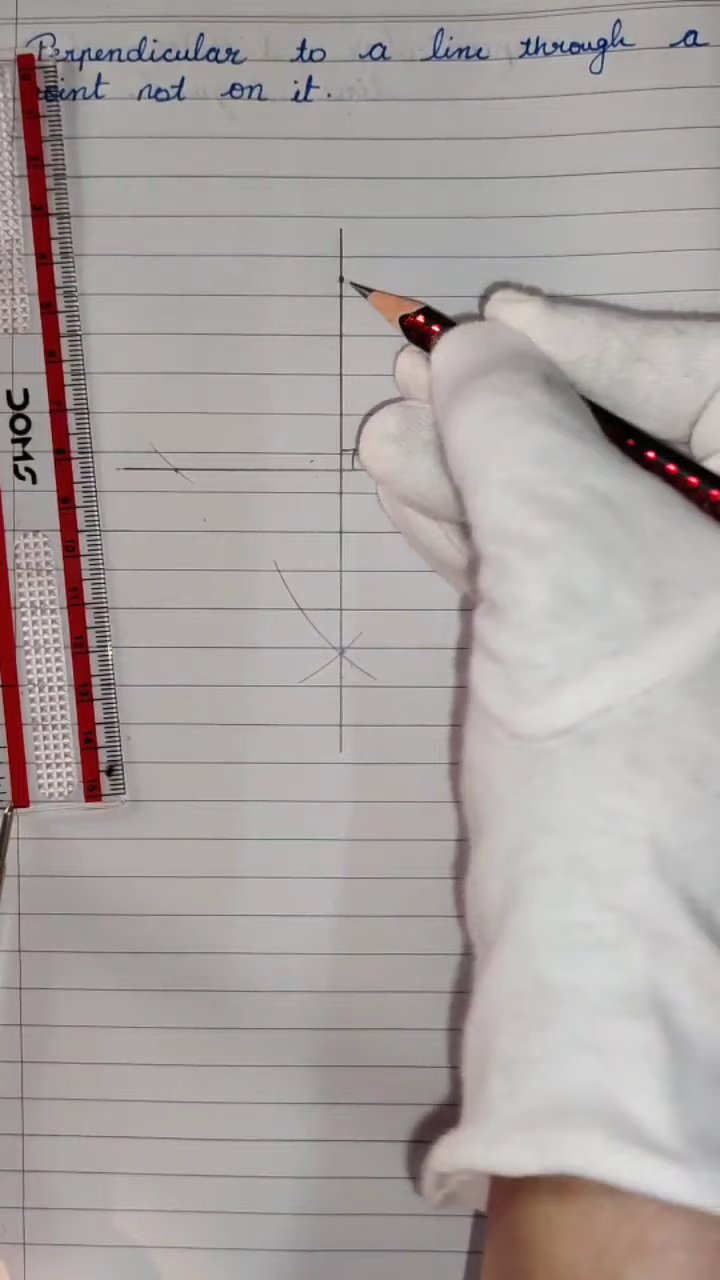 Perpendicular to a line through a
point not on it.
DOMS